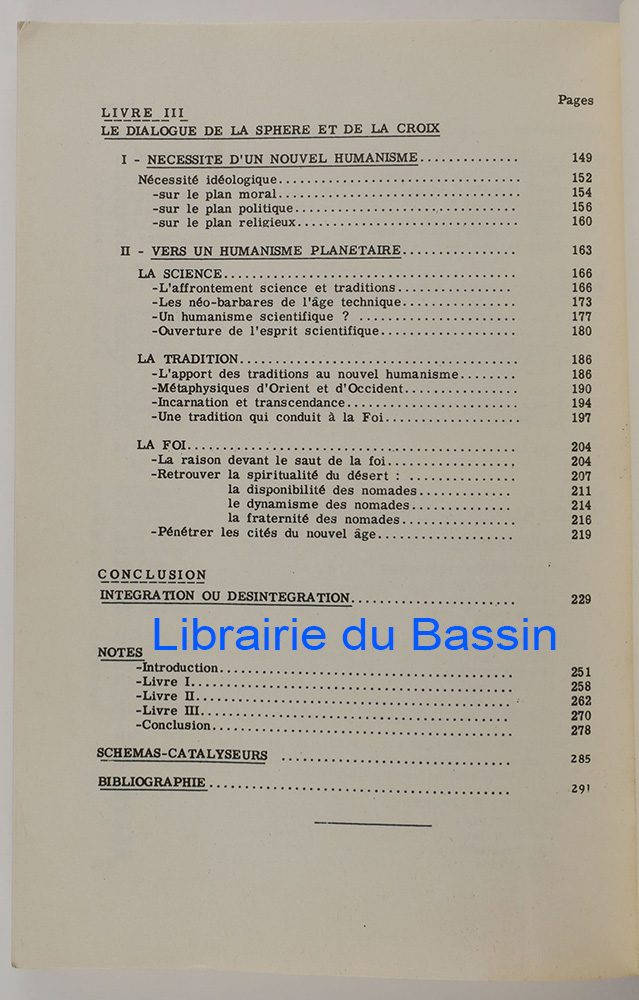 Pages
LIVRE III
LE DIALOGUE DE LA SPHERE ET DE LA CROIX
I - NECESSITE D'UN NOUVEL HUMANISME.............. 149
Nécessité idéologique.................................. 152
-sur le plan moral................................... 154
-sur le plan politique................................ 156
-sur le plan religieux................................ 160
II - VERS UN HUMANISME PLANETAIRE................ 163
LA SCIENCE......................................... 166
-L'affrontement science et traditions................ 166
-Les néo-barbares de l'âge technique................ 173
-Un humanisme scientifique ? ...................... 177
-Ouverture de l'esprit scientifique................... 180
LA TRADITION....................................... 186
-L'apport des traditions au nouvel humanisme........ 186
-Métaphysiques d'Orient et d'Occident................ 190
-Incarnation et transcendance........................ 194
-Une tradition qui conduit à la Foi................... 197
LA FOI.............................................. 204
-La raison devant le saut de la foi.................. 204
-Retrouver la spiritualité du désert : ............... 207
la disponibilité des nomades............. 211
le dynamisme des nomades.............. 214
la fraternité des nomades................ 216
-Pénétrer les cités du nouvel âge................... 219
CONCLUSION
INTEGRATION OU DESINTEGRATION....................... 229
Librairie du Bassin
NOTES
-Introduction......................................... 251
-Livre I............................................. 258
-Livre II............................................ 262
-Livre III........................................... 270
-Conclusion.......................................... 278
SCHEMAS-CATALYSEURS ................................ 285
BIBLIOGRAPHIE.......................................... 291